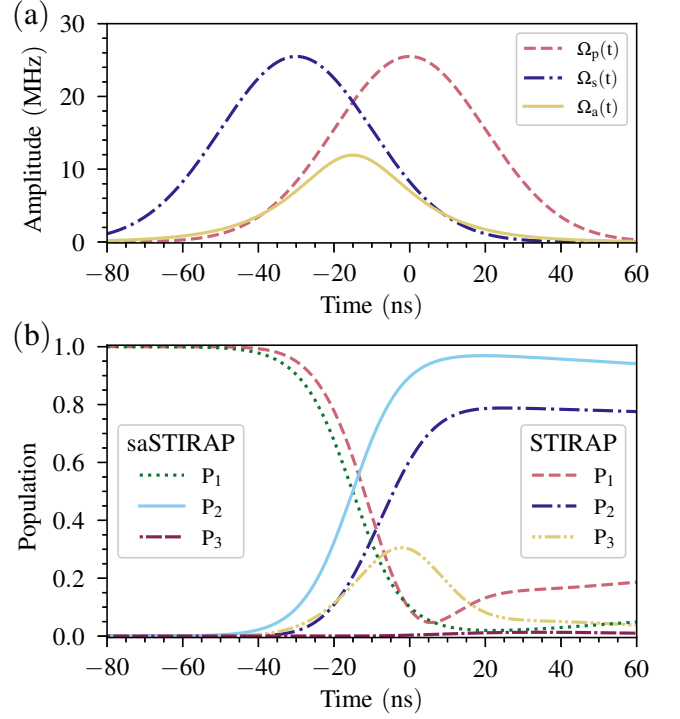 (a)
Amplitude (MHz)
30
20
10
0
Ωp(t)
Ωs(t)
Ωa(t)
−80 −60 −40 −20 0 20 40 60
Time (ns)
(b)
Population
1.0
0.8
0.6
0.4
0.2
0.0
saSTIRAP
P1
P2
P3
STIRAP
P1
P2
P3
−80 −60 −40 −20 0 20 40 60
Time (ns)